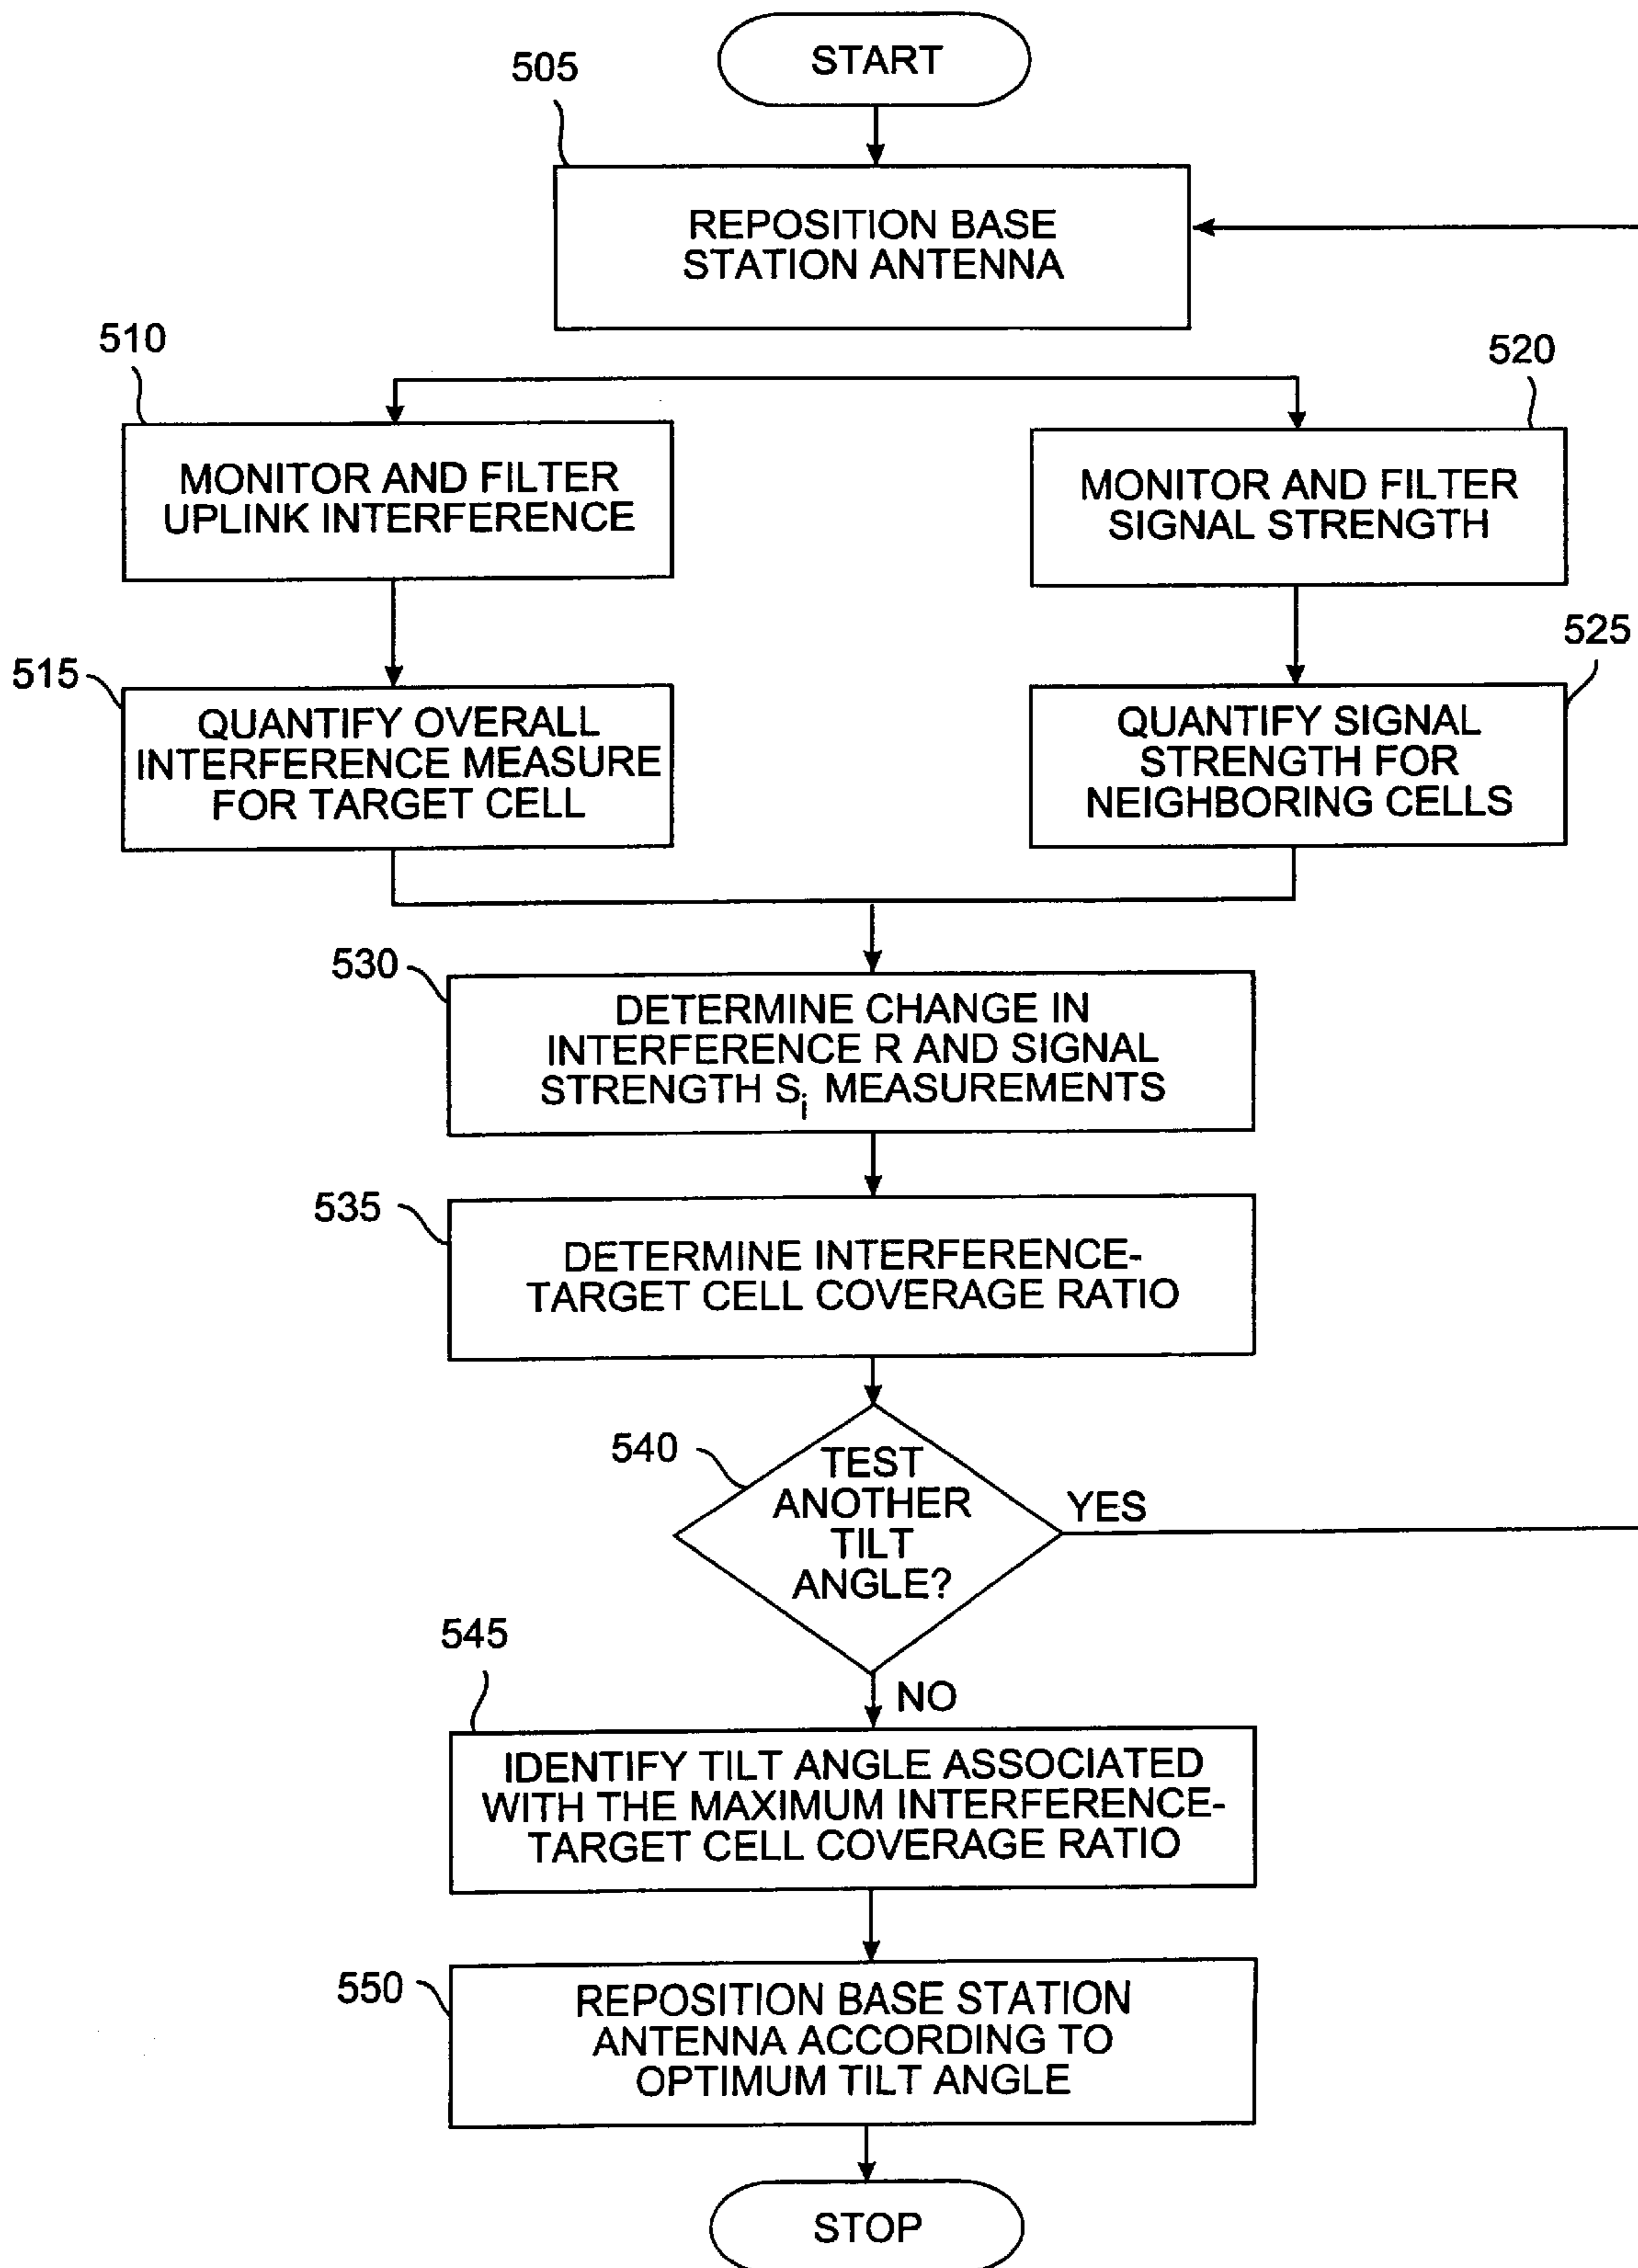 START
505
REPOSITION BASE
STATION ANTENNA
510
520
MONITOR AND FILTER
UPLINK INTERFERENCE
MONITOR AND FILTER
SIGNAL STRENGTH
515
525
QUANTIFY OVERALL
INTERFERENCE MEASURE
FOR TARGET CELL
QUANTIFY SIGNAL
STRENGTH FOR
NEIGHBORING CELLS
530
DETERMINE CHANGE IN
INTERFERENCE R AND SIGNAL
STRENGTH Si MEASUREMENTS
535
DETERMINE INTERFERENCE-
TARGET CELL COVERAGE RATIO
540
TEST
ANOTHER
TILT
ANGLE?
YES
NO
545
IDENTIFY TILT ANGLE ASSOCIATED
WITH THE MAXIMUM INTERFERENCE-
TARGET CELL COVERAGE RATIO
550
REPOSITION BASE STATION
ANTENNA ACCORDING TO
OPTIMUM TILT ANGLE
STOP